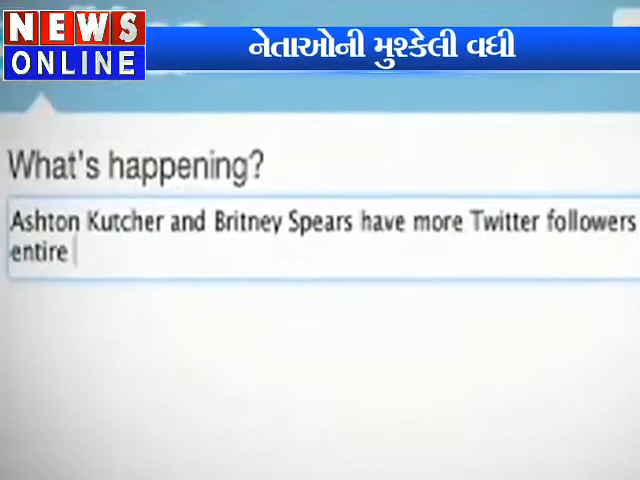 NEWS
ONLINE
નેતાઓની મુશ્કેલી વધી
What's happening?
Ashton Kutcher and Britney Spears have more Twitter followers
entire